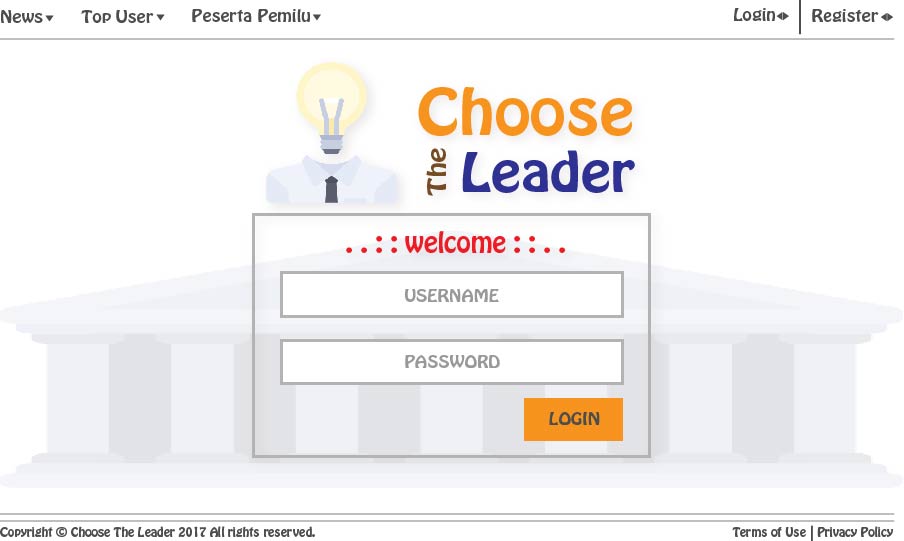 News Top User Peserta Pemilu Login Register
Choose
The Leader
. . : : welcome : : . .
USERNAME
PASSWORD
LOGIN
Copyright © Choose The Leader 2017 All rights reserved. Terms of Use | Privacy Policy